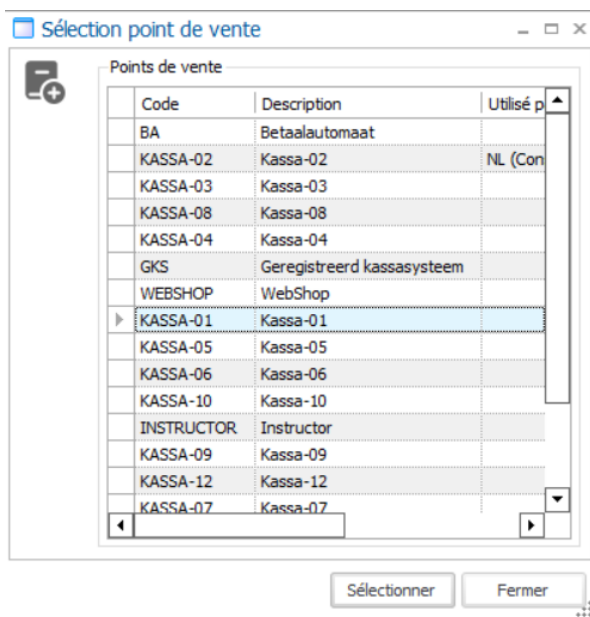 Sélection point de vente
Points de vente
Code Description Utilisé p
BA Betaalautomaat
KASSA-02 Kassa-02 NL (Con
KASSA-03 Kassa-03
KASSA-08 Kassa-08
KASSA-04 Kassa-04
GKS Geregistreerd kassasysteem
WEBSHOP WebShop
KASSA-01 Kassa-01
KASSA-05 Kassa-05
KASSA-06 Kassa-06
KASSA-10 Kassa-10
INSTRUCTOR Instructor
KASSA-09 Kassa-09
KASSA-12 Kassa-12
KASSA-07 Kassa-07
Sélectionner Fermer